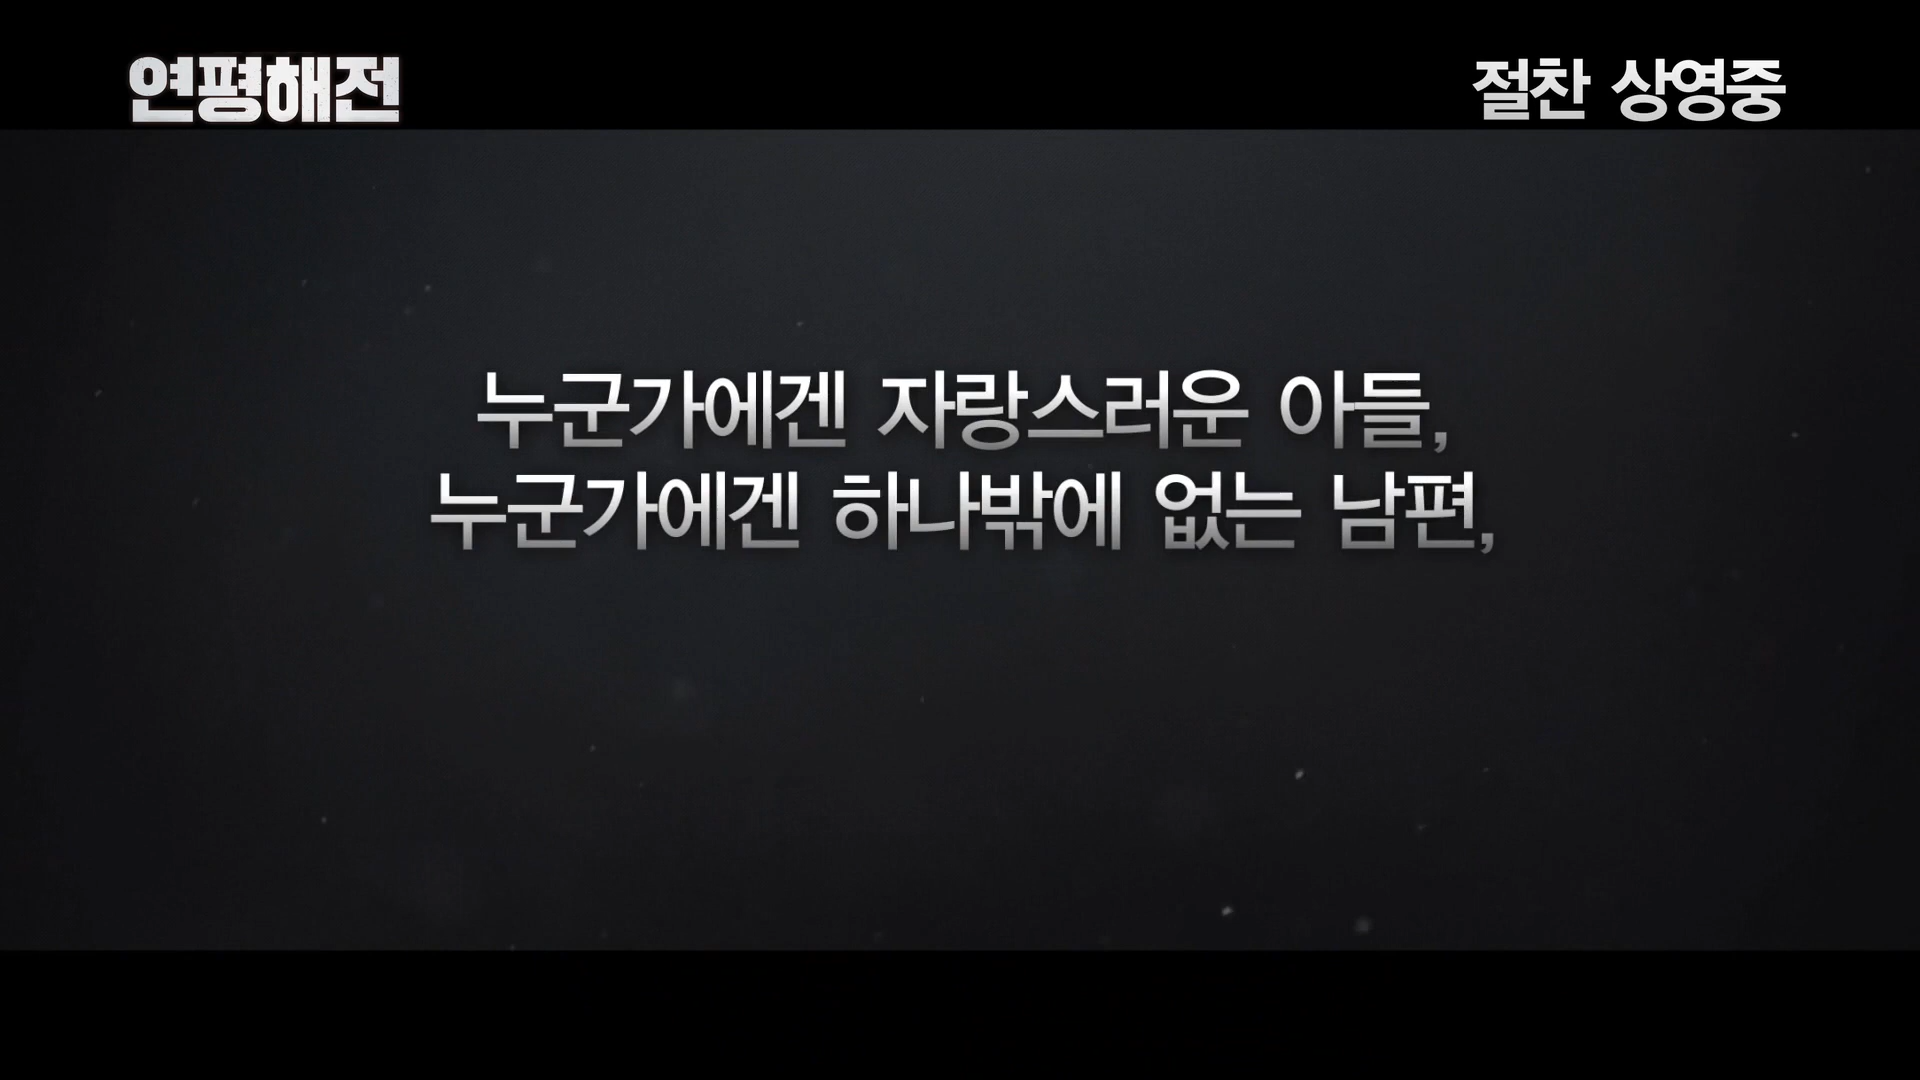 연평해전
절찬 상영중
누군가에겐 자랑스러운 아들,
누군가에겐 하나밖에 없는 남편,